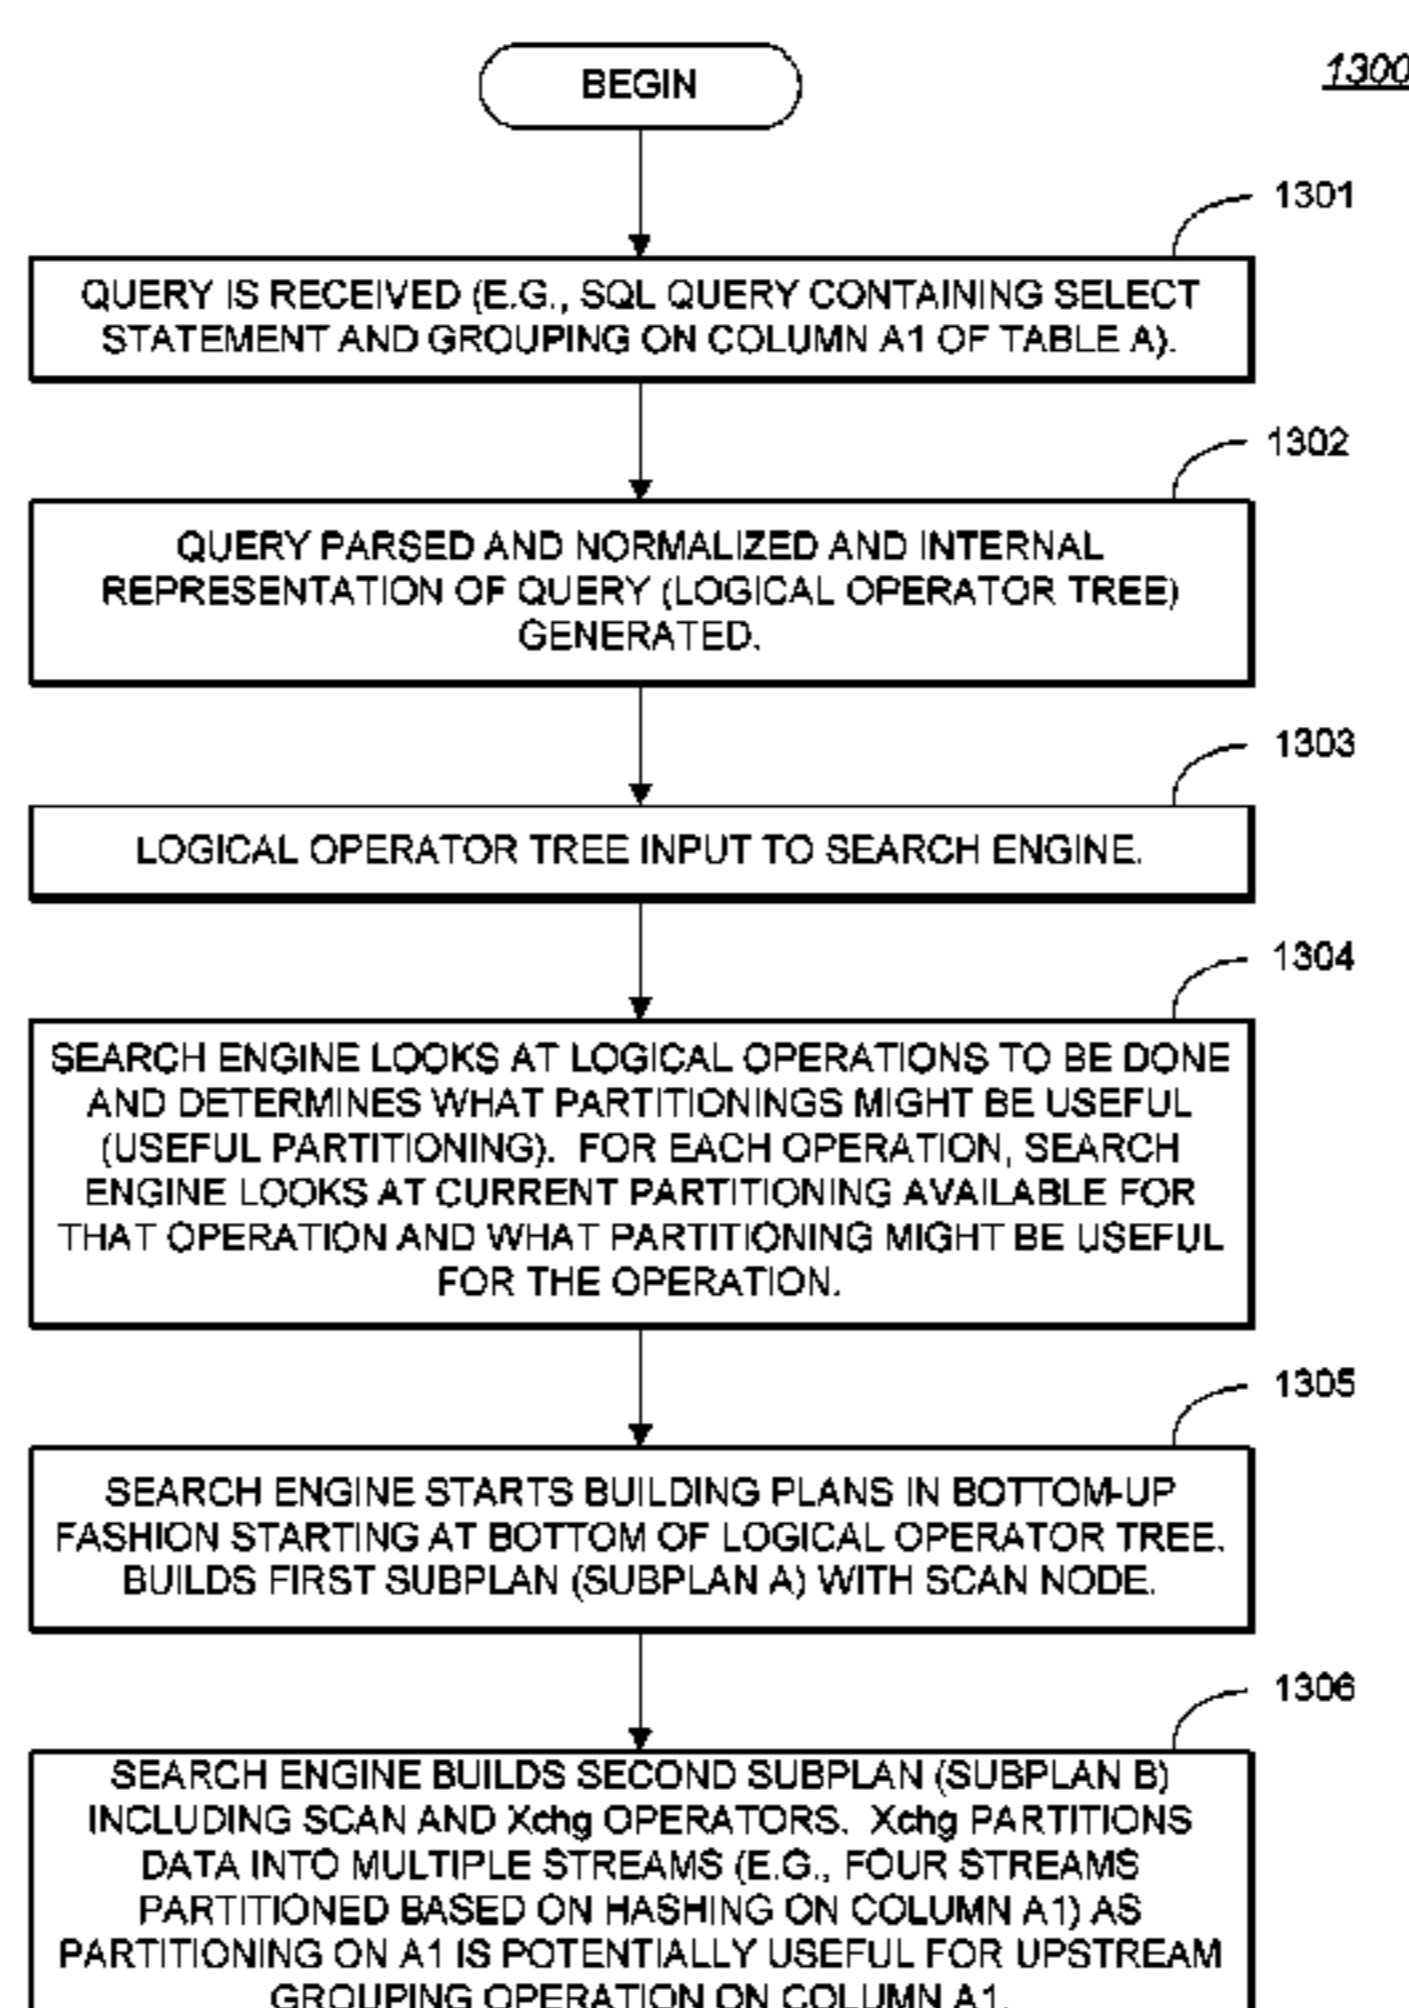 BEGIN
1300
1301
QUERY IS RECEIVED (E.G., SQL QUERY CONTAINING SELECT
STATEMENT AND GROUPING ON COLUMN A1 OF TABLE A).
1302
QUERY PARSED AND NORMALIZED AND INTERNAL
REPRESENTATION OF QUERY (LOGICAL OPERATOR TREE)
GENERATED.
1303
LOGICAL OPERATOR TREE INPUT TO SEARCH ENGINE.
1304
SEARCH ENGINE LOOKS AT LOGICAL OPERATIONS TO BE DONE
AND DETERMINES WHAT PARTITIONINGS MIGHT BE USEFUL
(USEFUL PARTITIONING). FOR EACH OPERATION, SEARCH
ENGINE LOOKS AT CURRENT PARTITIONING AVAILABLE FOR
THAT OPERATION AND WHAT PARTITIONING MIGHT BE USEFUL
FOR THE OPERATION.
1305
SEARCH ENGINE STARTS BUILDING PLANS IN BOTTOM-UP
FASHION STARTING AT BOTTOM OF LOGICAL OPERATOR TREE.
BUILDS FIRST SUBPLAN (SUBPLAN A) WITH SCAN NODE.
1306
SEARCH ENGINE BUILDS SECOND SUBPLAN (SUBPLAN B)
INCLUDING SCAN AND Xchg OPERATORS. Xchg PARTITIONS
DATA INTO MULTIPLE STREAMS (E.G., FOUR STREAMS
PARTITIONED BASED ON HASHING ON COLUMN A1) AS
PARTITIONING ON A1 IS POTENTIALLY USEFUL FOR UPSTREAM
GROUPING OPERATION ON COLUMN A1.